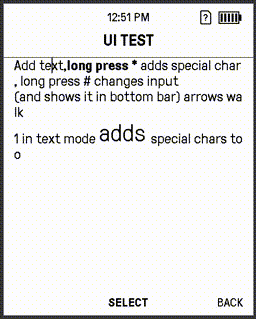 12:51 PM
UI TEST
Add text,long press * adds special char
, long press # changes input
(and shows it in bottom bar) arrows wa
lk
1 in text mode adds special chars to
o
SELECT BACK